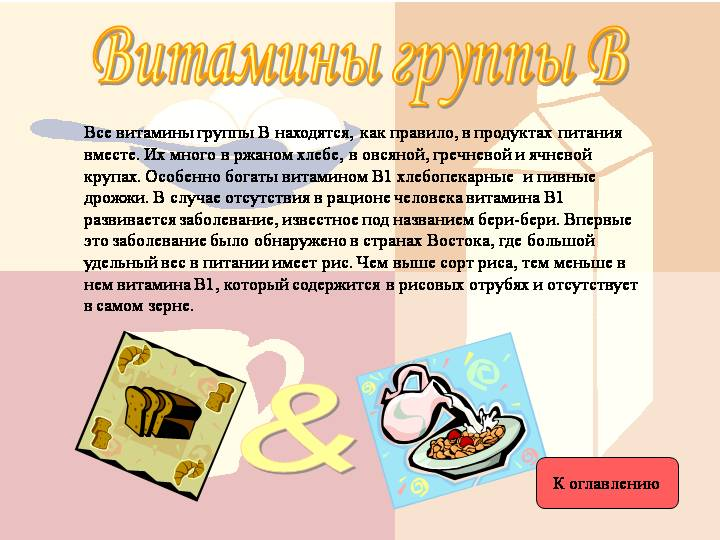 Витамины группы В
Все витамины группы В находятся, как правило, в продуктах питания
вместе. Их много в ржаном хлебе, в овсяной, гречневой и ячневой
крупах. Особенно богаты витамином В1 хлебопекарные и пивные
дрожжи. В случае отсутствия в рационе человека витамина В1
развивается заболевание, известное под названием бери-бери. Впервые
это заболевание было обнаружено в странах Востока, где большой
удельный вес в питании имеет рис. Чем выше сорт риса, тем меньше в
нем витамина В1, который содержится в рисовых отрубях и отсутствует
в самом зерне.
&
К оглавлению